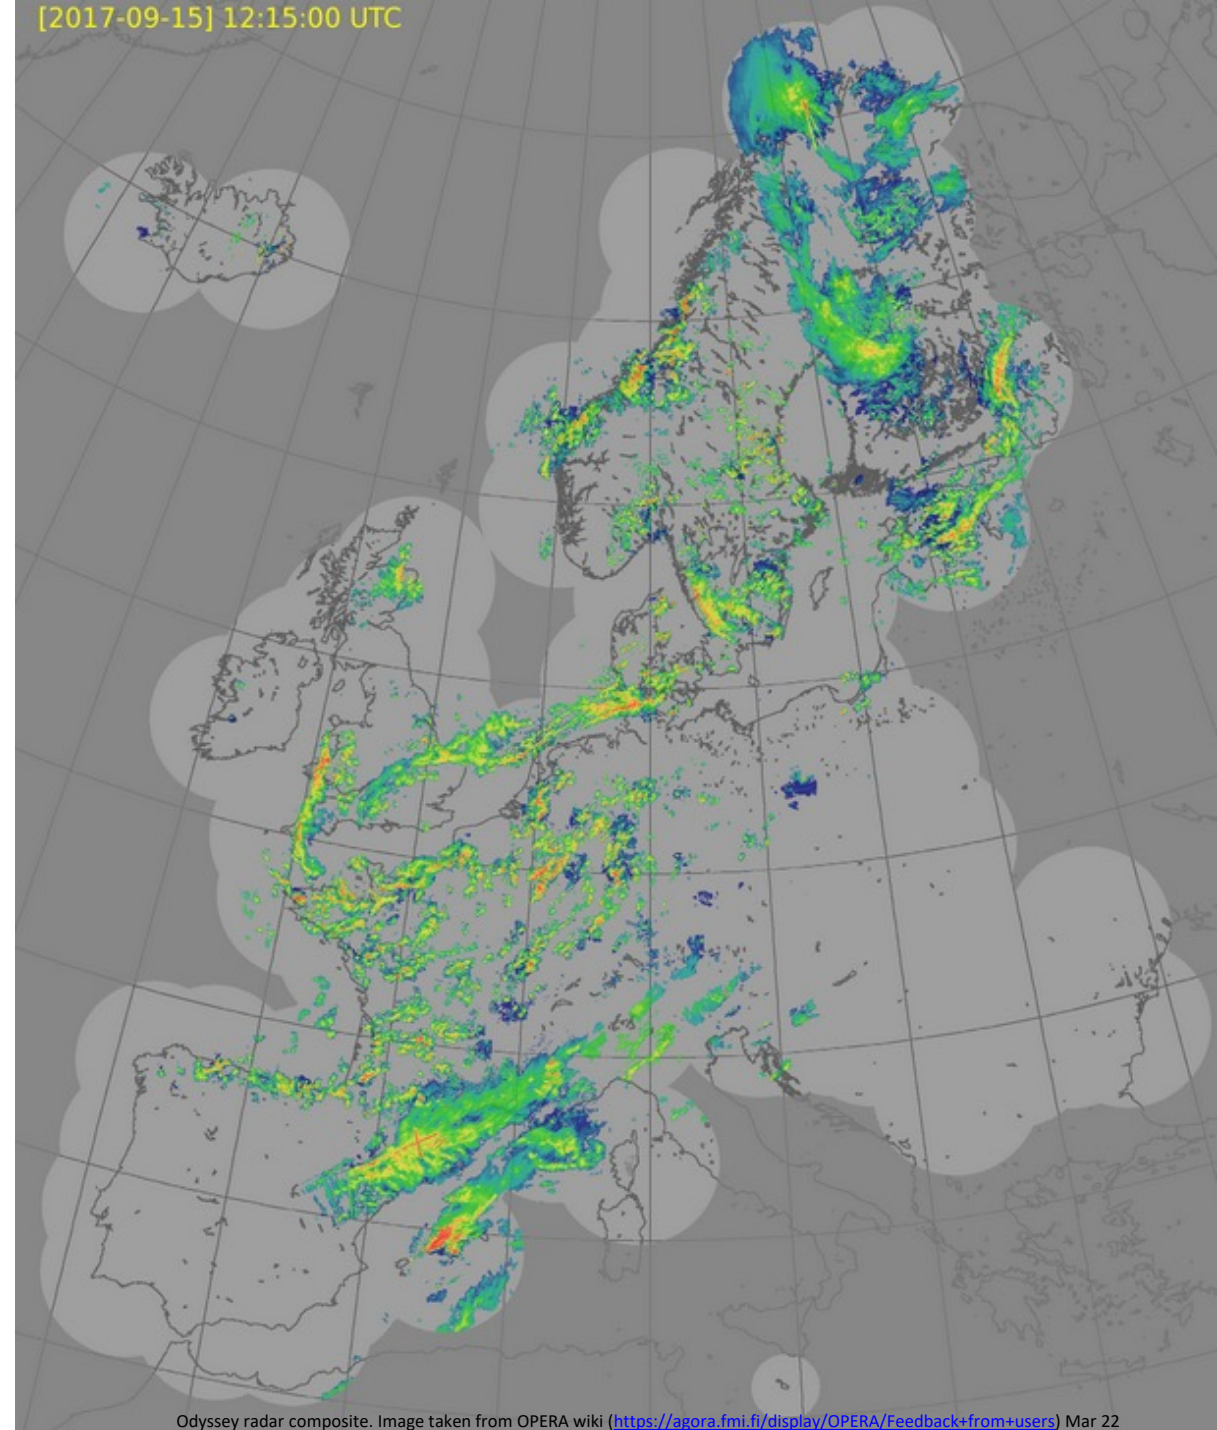 [2017-09-15] 12:15:00 UTC
Odyssey radar composite. Image taken from OPERA wiki (https://agora.fmi.fi/display/OPERA/Feedback+from+users) Mar 22